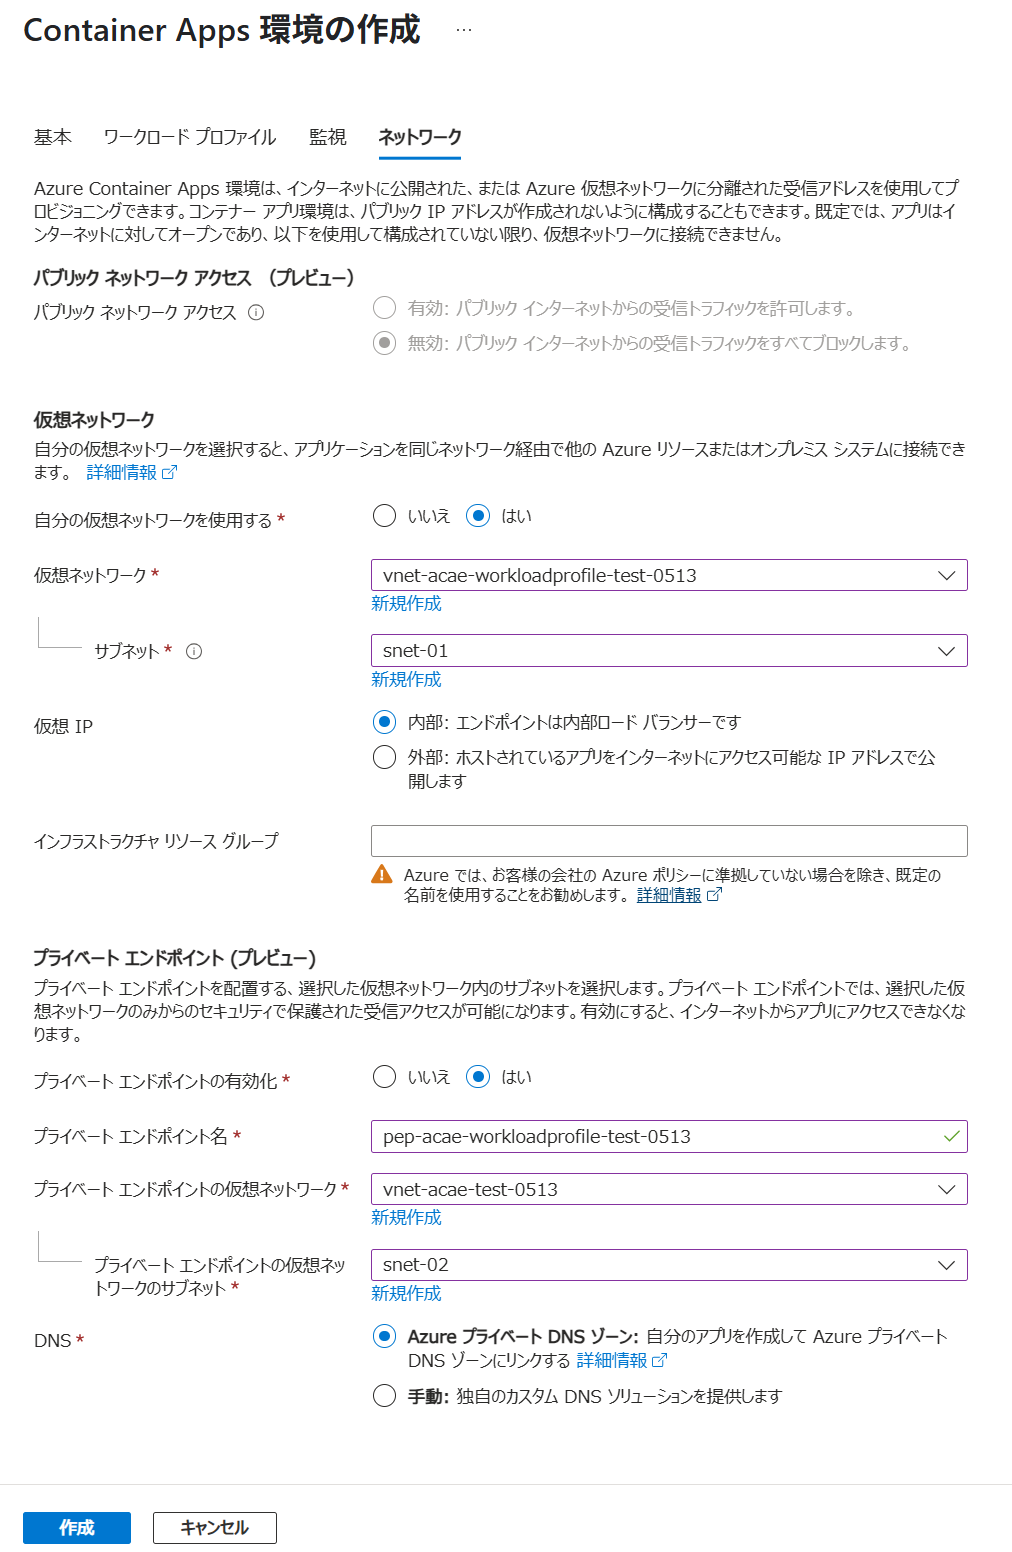 Container Apps 環境の作成 …
基本 ワークロード プロファイル 監視 ネットワーク
Azure Container Apps 環境は、インターネットに公開された、または Azure 仮想ネットワークに分離された受信アドレスを使用してプ
ロビジョニングできます。コンテナー アプリ環境は、パブリック IP アドレスが作成されないように構成することもできます。既定では、アプリはイ
ンターネットに対してオープンであり、以下を使用して構成されていない限り、仮想ネットワークに接続できません。
パブリック ネットワーク アクセス （プレビュー）
パブリック ネットワーク アクセス
有効: パブリック インターネットからの受信トラフィックを許可します。
無効: パブリック インターネットからの受信トラフィックをすべてブロックします。
仮想ネットワーク
自分の仮想ネットワークを選択すると、アプリケーションを同じネットワーク経由で他の Azure リソースまたはオンプレミス システムに接続でき
ます。 詳細情報
自分の仮想ネットワークを使用する * いいえ はい
仮想ネットワーク * vnet-acae-workloadprofile-test-0513
新規作成
サブネット * snet-01
新規作成
仮想 IP
内部: エンドポイントは内部ロード バランサーです
外部: ホストされているアプリをインターネットにアクセス可能な IP アドレスで公
開します
インフラストラクチャ リソース グループ
Azure では、お客様の会社の Azure ポリシーに準拠していない場合を除き、既定の
名前を使用することをお勧めします。 詳細情報
プライベート エンドポイント (プレビュー)
プライベート エンドポイントを配置する、選択した仮想ネットワーク内のサブネットを選択します。プライベート エンドポイントでは、選択した仮
想ネットワークのみからのセキュリティで保護された受信アクセスが可能になります。有効にすると、インターネットからアプリにアクセスできなくな
ります。
プライベート エンドポイントの有効化 * いいえ はい
プライベート エンドポイント名 * pep-acae-workloadprofile-test-0513
プライベート エンドポイントの仮想ネットワーク * vnet-acae-test-0513
新規作成
プライベート エンドポイントの仮想ネッ
トワークのサブネット *
snet-02
新規作成
DNS *
Azure プライベート DNS ゾーン: 自分のアプリを作成して Azure プライベート
DNS ゾーンにリンクする 詳細情報
手動: 独自のカスタム DNS ソリューションを提供します
作成 キャンセル